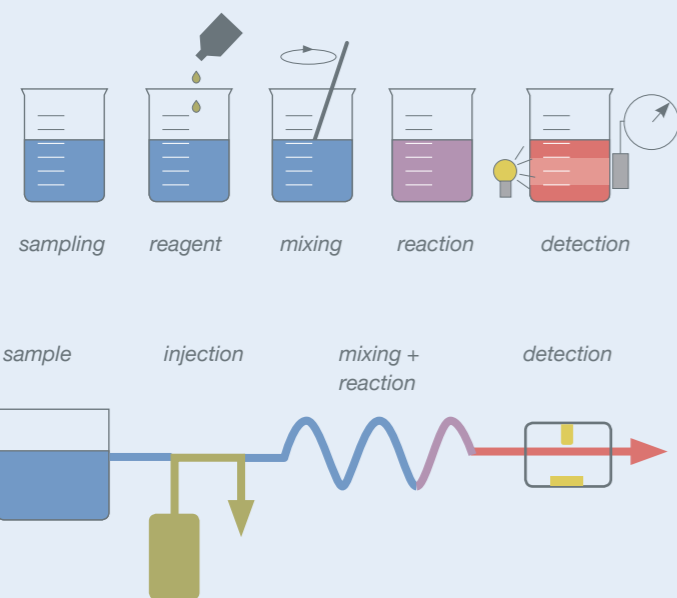 sampling reagent mixing reaction detection
sample injection mixing + detection
reaction